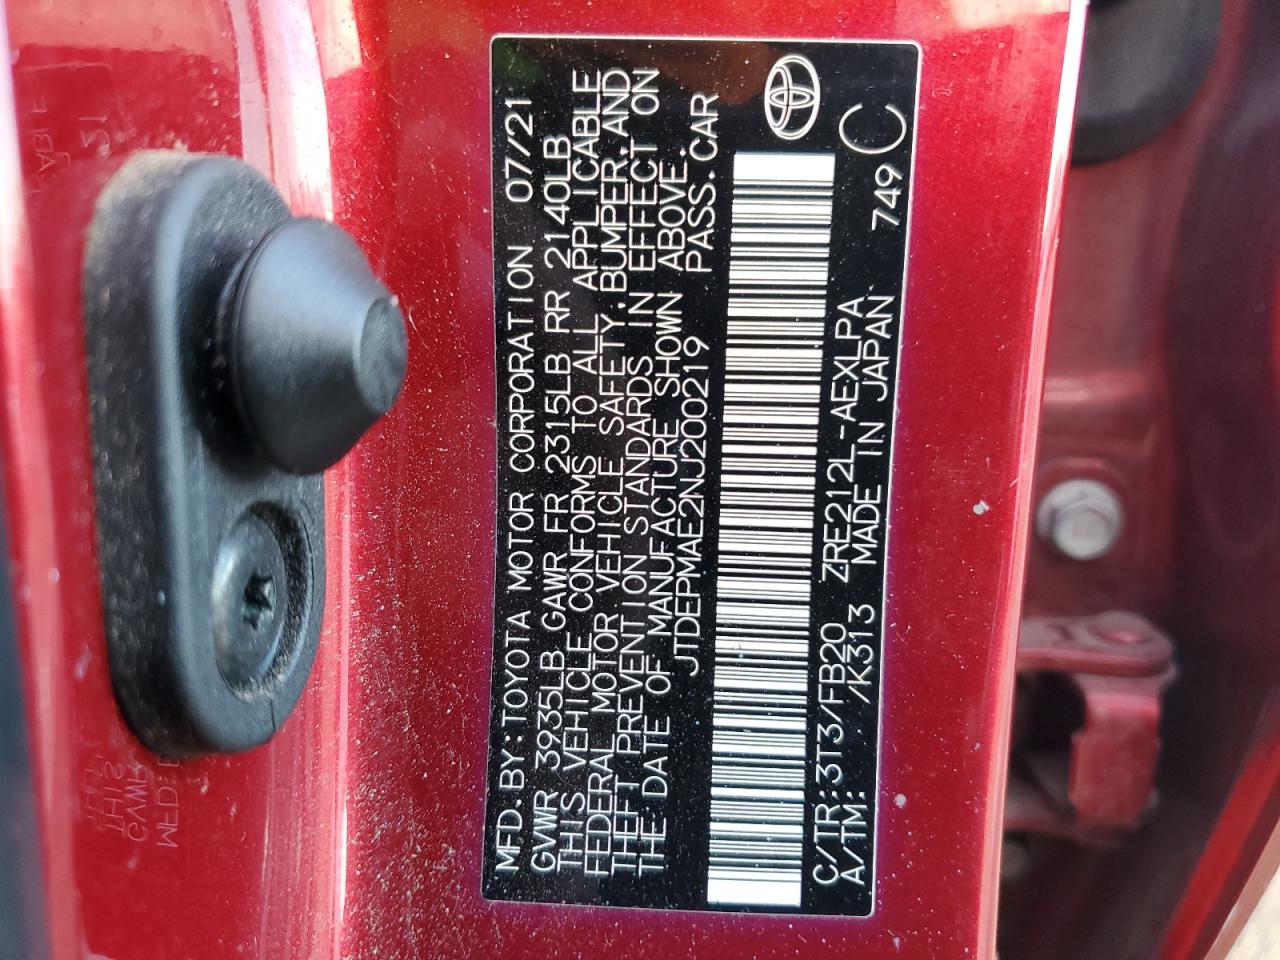 MFD.BY:TOYOTA MOTOR CORPORATION 07/21
GVWR 3935LB GAWR FR 2315LB RR 2140LB
THIS VEHICLE CONFORMS TO ALL APPLICABLE
FEDERAL MOTOR VEHICLE SAFETY,BUMPER,AND
THEFT PREVENTION STANDARDS IN EFFECT ON
THE DATE OF MANUFACTURE SHOWN ABOVE.
JTDEPMAE2NJ200219 PASS.CAR
C/TR:3T3/FB20 ZRE212L-AEXLPA
A/TM: /K313 MADE IN JAPAN 749 C